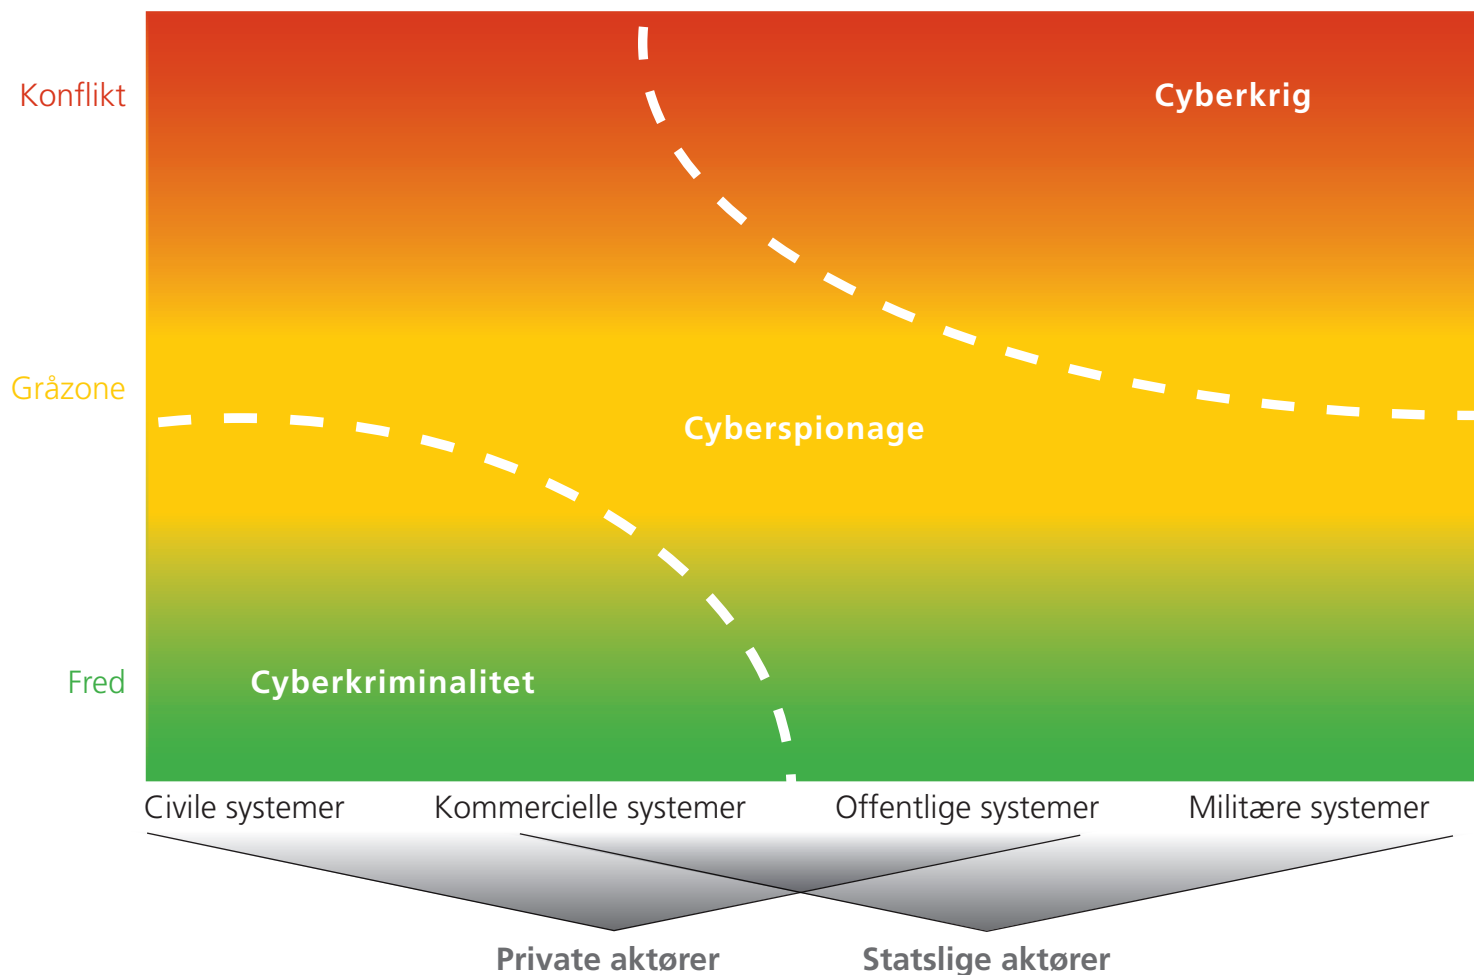 Konflikt
Cyberkrig
Gråzone
Cyberspionage
Fred
Cyberkriminalitet
Civile systemer
Kommercielle systemer
Offentlige systemer
Militære systemer
Private aktører
Statslige aktører